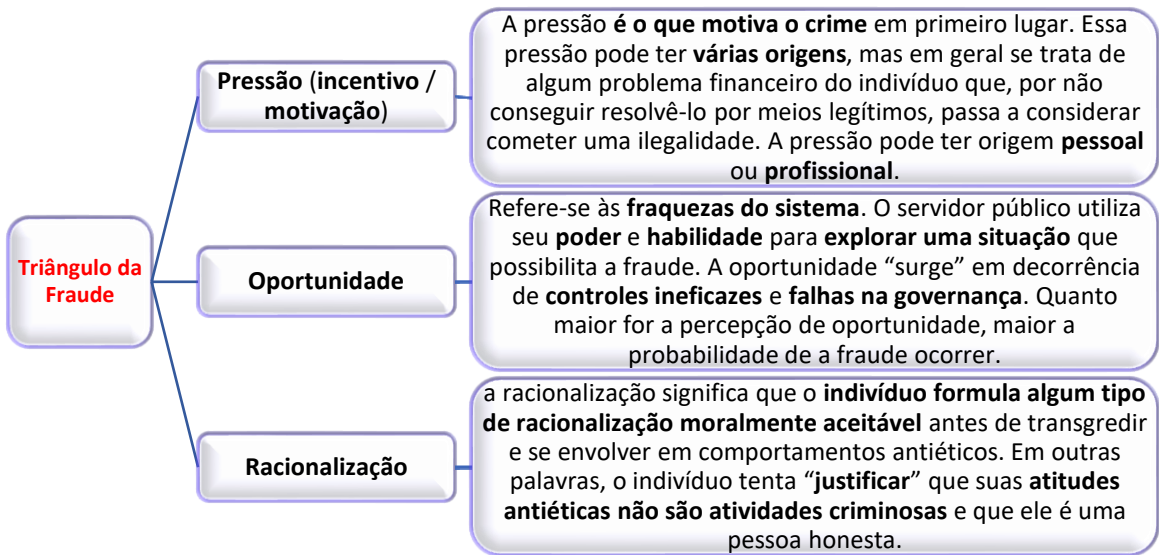 A pressão é o que motiva o crime em primeiro lugar. Essa
pressão pode ter várias origens, mas em geral se trata de
algum problema financeiro do indivíduo que, por não
conseguir resolvê-lo por meios legítimos, passa a considerar
cometer uma ilegalidade. A pressão pode ter origem pessoal
ou profissional.
Pressão (incentivo /
motivação)
Triângulo da
Fraude
Oportunidade
Refere-se às fraquezas do sistema. O servidor público utiliza
seu poder e habilidade para explorar uma situação que
possibilita a fraude. A oportunidade “surge” em decorrência
de controles ineficazes e falhas na governança. Quanto
maior for a percepção de oportunidade, maior a
probabilidade de a fraude ocorrer.
Racionalização
a racionalização significa que o indivíduo formula algum tipo
de racionalização moralmente aceitável antes de transgredir
e se envolver em comportamentos antiéticos. Em outras
palavras, o indivíduo tenta “justificar” que suas atitudes
antiéticas não são atividades criminosas e que ele é uma
pessoa honesta.